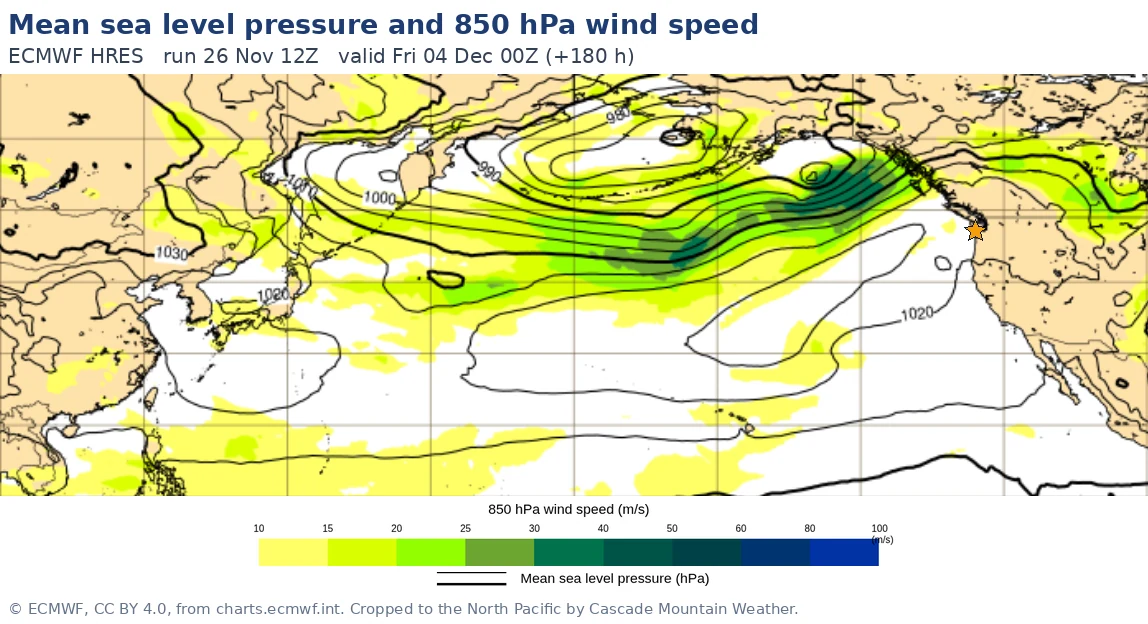 Mean sea level pressure and 850 hPa wind speed
ECMWF HRES run 26 Nov 12Z valid Fri 04 Dec 00Z (+180 h)
980
990
1010
1000
1030
1020
1020
850 hPa wind speed (m/s)
10 15 20 25 30 40 50 60 80 100
(m/s)
Mean sea level pressure (hPa)
© ECMWF, CC BY 4.0, from charts.ecmwf.int. Cropped to the North Pacific by Cascade Mountain Weather.